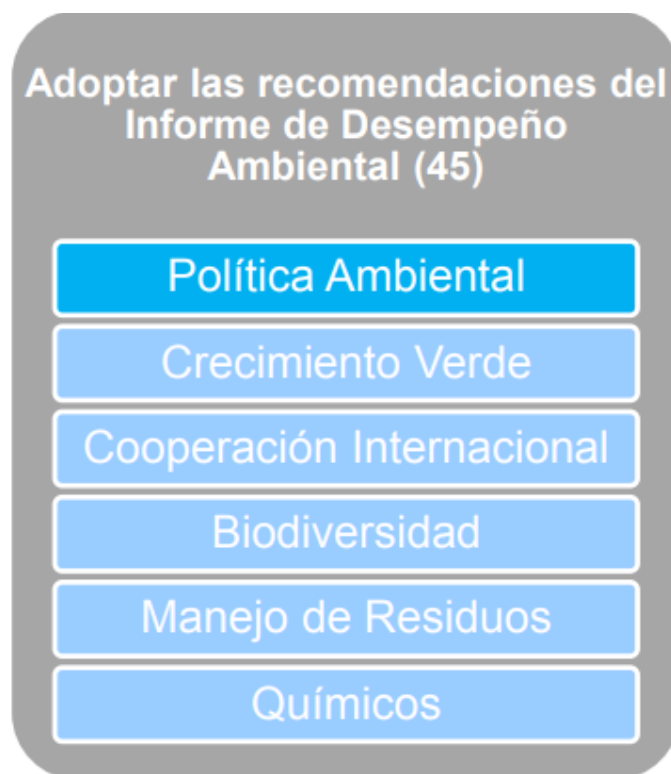 Adoptar las recomendaciones del
Informe de Desempeño
Ambiental (45)
Política Ambiental
Crecimiento Verde
Cooperación Internacional
Biodiversidad
Manejo de Residuos
Químicos